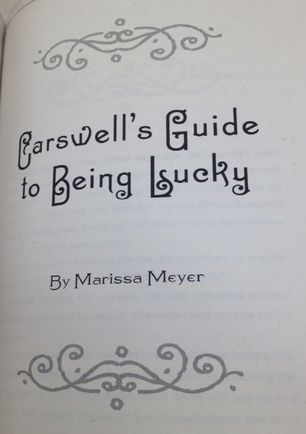 Carswell's Guide
to Being Lucky
By Marissa Meyer